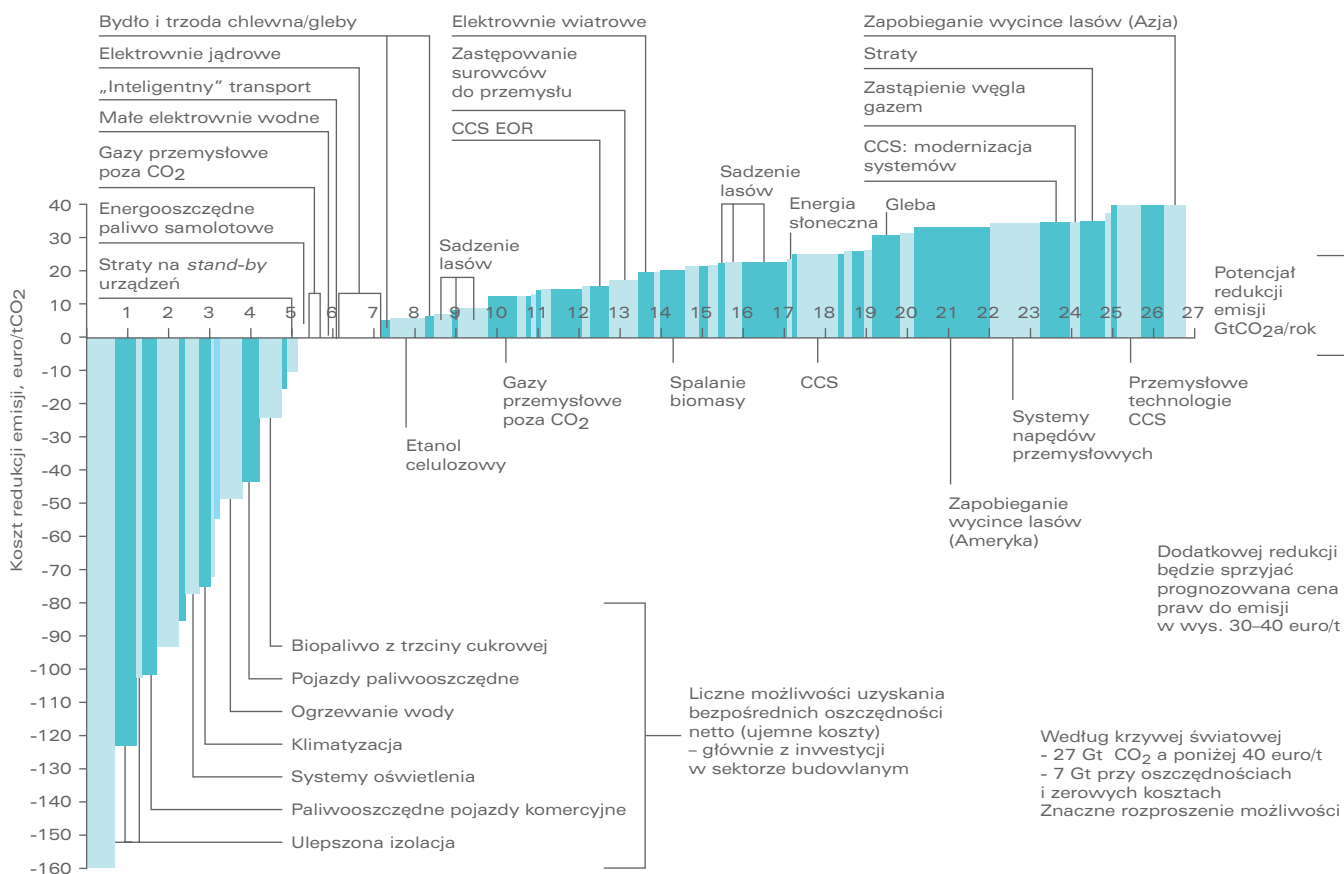 Bydło i trzoda chlewna/gleby
Elektrownie jądrowe
„Inteligentny” transport
Małe elektrownie wodne
Gazy przemysłowe
poza CO2
Energooszczędne
paliwo samolotowe
Straty na stand-by
urządzeń
Elektrownie wiatrowe
Zastępowanie
surowców
do przemysłu
CCS EOR
Zapobieganie wycince lasów (Azja)
Straty
Zastąpienie węgla
gazem
CCS: modernizacja
systemów
Sadzenie
lasów
Sadzenie
lasów
Energia
słoneczna
Gleba
Potencjał
redukcji
emisji
GtCO2a/rok
Koszt redukcji emisji, euro/tCO2
40
30
20
10
0
-10
-20
-30
-40
-50
-60
-70
-80
-90
-100
-110
-120
-130
-140
-150
-160
1 2 3 4 5 6 7 8 9 10 11 12 13 14 15 16 17 18 19 20 21 22 23 24 25 26 27
Etanol
celulozowy
Gazy
przemysłowe
poza CO2
Spalanie
biomasy
CCS
Zapobieganie
wycince lasów
(Ameryka)
Systemy
napędów
przemysłowych
Przemysłowe
technologie
CCS
Biopaliwo z trzciny cukrowej
Pojazdy paliwooszczędne
Ogrzewanie wody
Klimatyzacja
Systemy oświetlenia
Paliwooszczędne pojazdy komercyjne
Ulepszona izolacja
Liczne możliwości uzyskania
bezpośrednich oszczędności
netto (ujemne koszty)
– głównie z inwestycji
w sektorze budowlanym
Dodatkowej redukcji
będzie sprzyjać
prognozowana cena
praw do emisji
w wys. 30–40 euro/t
Według krzywej światowej
- 27 Gt CO2 a poniżej 40 euro/t
- 7 Gt przy oszczędnościach
i zerowych kosztach
Znaczne rozproszenie możliwości